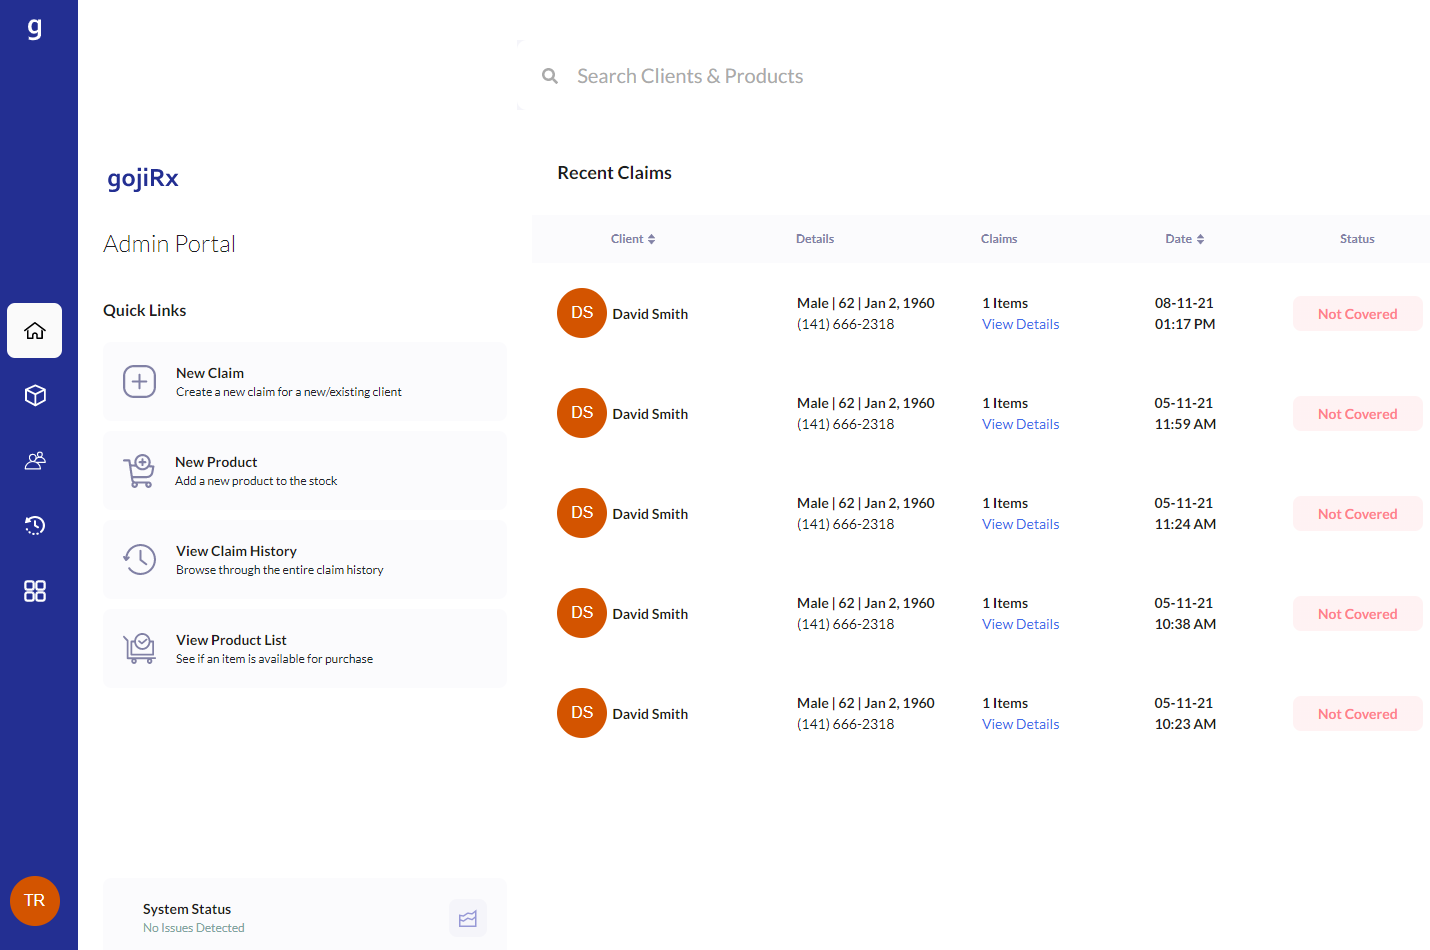 g
Search Clients & Products
gojiRx
Admin Portal
Quick Links
New Claim
Create a new claim for a new/existing client
New Product
Add a new product to the stock
View Claim History
Browse through the entire claim history
View Product List
See if an item is available for purchase
System Status
No Issues Detected
TR
Recent Claims
Client Details Claims Date Status
DS David Smith Male | 62 | Jan 2, 1960 1 Items 08-11-21 Not Covered
(141) 666-2318 View Details 01:17 PM
DS David Smith Male | 62 | Jan 2, 1960 1 Items 05-11-21 Not Covered
(141) 666-2318 View Details 11:59 AM
DS David Smith Male | 62 | Jan 2, 1960 1 Items 05-11-21 Not Covered
(141) 666-2318 View Details 11:24 AM
DS David Smith Male | 62 | Jan 2, 1960 1 Items 05-11-21 Not Covered
(141) 666-2318 View Details 10:38 AM
DS David Smith Male | 62 | Jan 2, 1960 1 Items 05-11-21 Not Covered
(141) 666-2318 View Details 10:23 AM